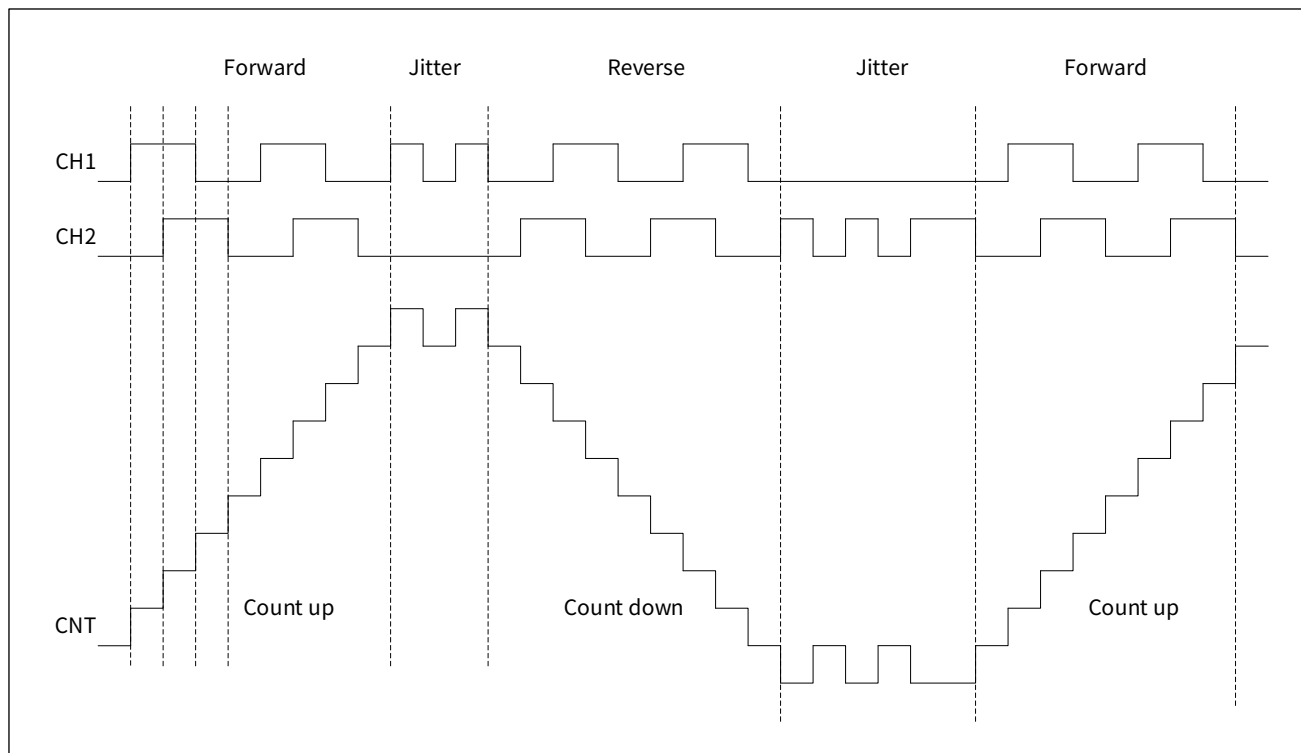 Forward Jitter Reverse Jitter Forward
CH1
CH2
Count up Count down Count up
CNT